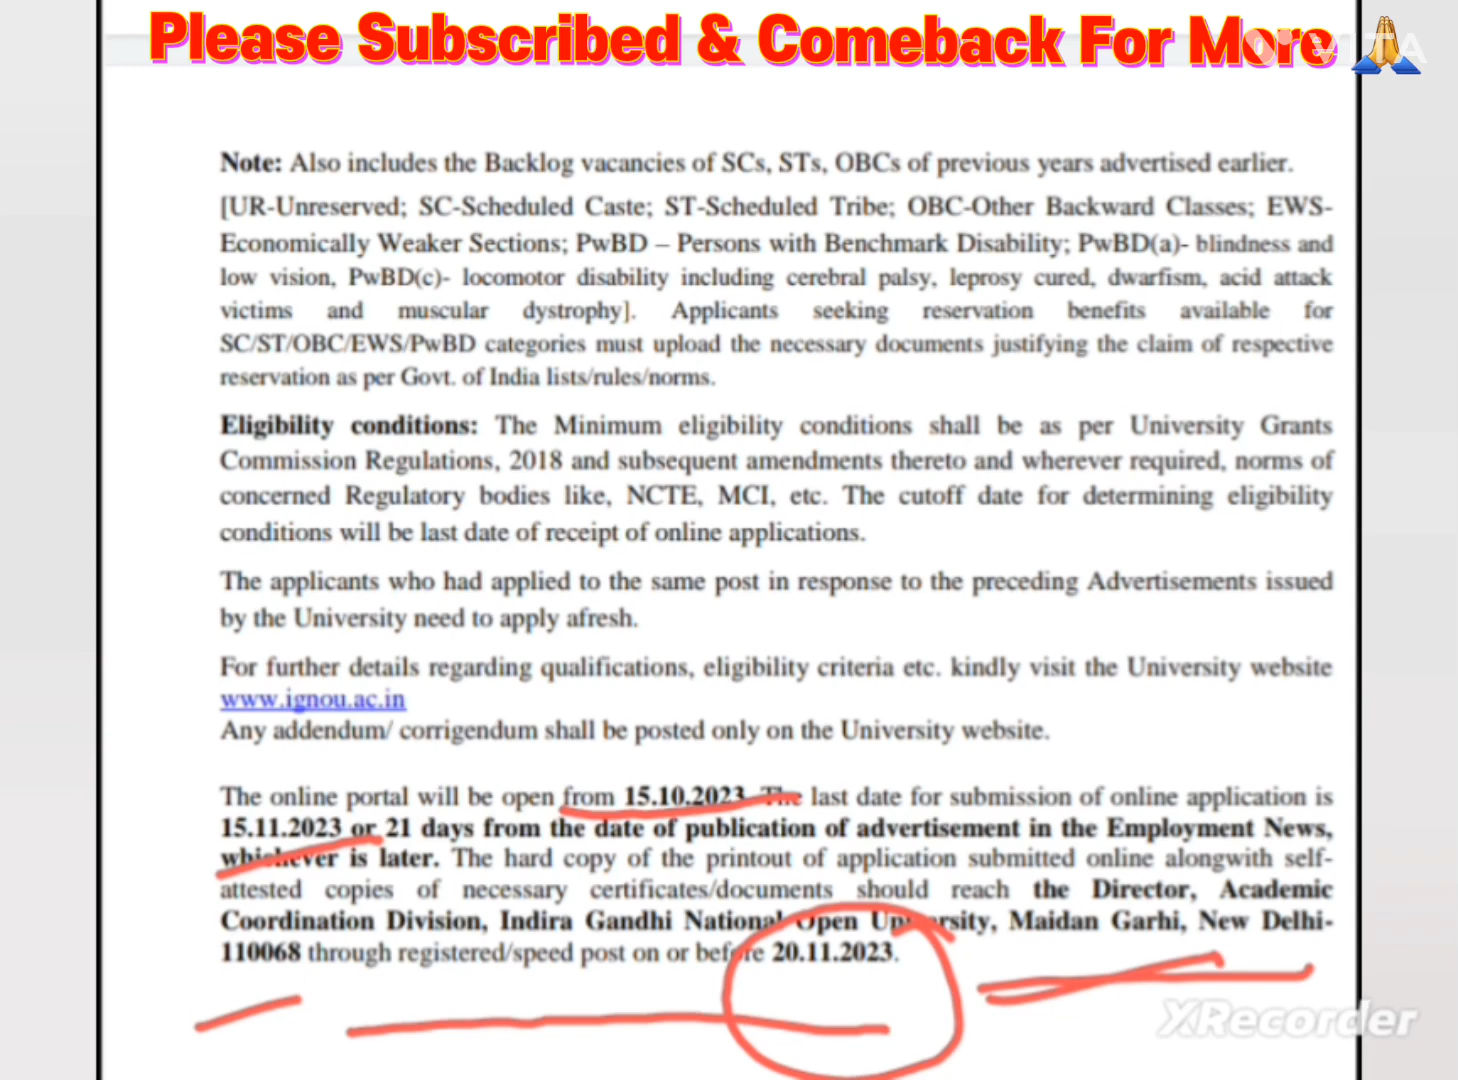 Please Subscribed & Comeback For More
VITA
Note: Also includes the Backlog vacancies of SCs, STs, OBCs of previous years advertised earlier.
[UR-Unreserved; SC-Scheduled Caste; ST-Scheduled Tribe; OBC-Other Backward Classes; EWS-
Economically Weaker Sections; PwBD – Persons with Benchmark Disability; PwBD(a)- blindness and
low vision, PwBD(c)- locomotor disability including cerebral palsy, leprosy cured, dwarfism, acid attack
victims and muscular dystrophy]. Applicants seeking reservation benefits available for
SC/ST/OBC/EWS/PwBD categories must upload the necessary documents justifying the claim of respective
reservation as per Govt. of India lists/rules/norms.
Eligibility conditions: The Minimum eligibility conditions shall be as per University Grants
Commission Regulations, 2018 and subsequent amendments thereto and wherever required, norms of
concerned Regulatory bodies like, NCTE, MCI, etc. The cutoff date for determining eligibility
conditions will be last date of receipt of online applications.
The applicants who had applied to the same post in response to the preceding Advertisements issued
by the University need to apply afresh.
For further details regarding qualifications, eligibility criteria etc. kindly visit the University website
www.ignou.ac.in
Any addendum/ corrigendum shall be posted only on the University website.
The online portal will be open from 15.10.2023. The last date for submission of online application is
15.11.2023 or 21 days from the date of publication of advertisement in the Employment News,
whichever is later. The hard copy of the printout of application submitted online alongwith self-
attested copies of necessary certificates/documents should reach the Director, Academic
Coordination Division, Indira Gandhi National Open University, Maidan Garhi, New Delhi-
110068 through registered/speed post on or before 20.11.2023.
XRecorder